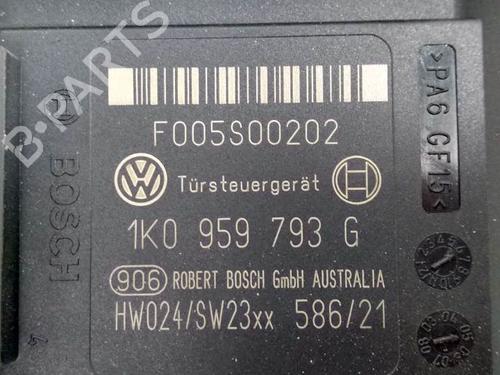 F005S00202
Türsteuergerät
1K0 959 793 G
906 ROBERT BOSCH GmbH AUSTRALIA
HW024/SW23xx 586/21
BOSCH
>PA6 GF15<
B-PARTS